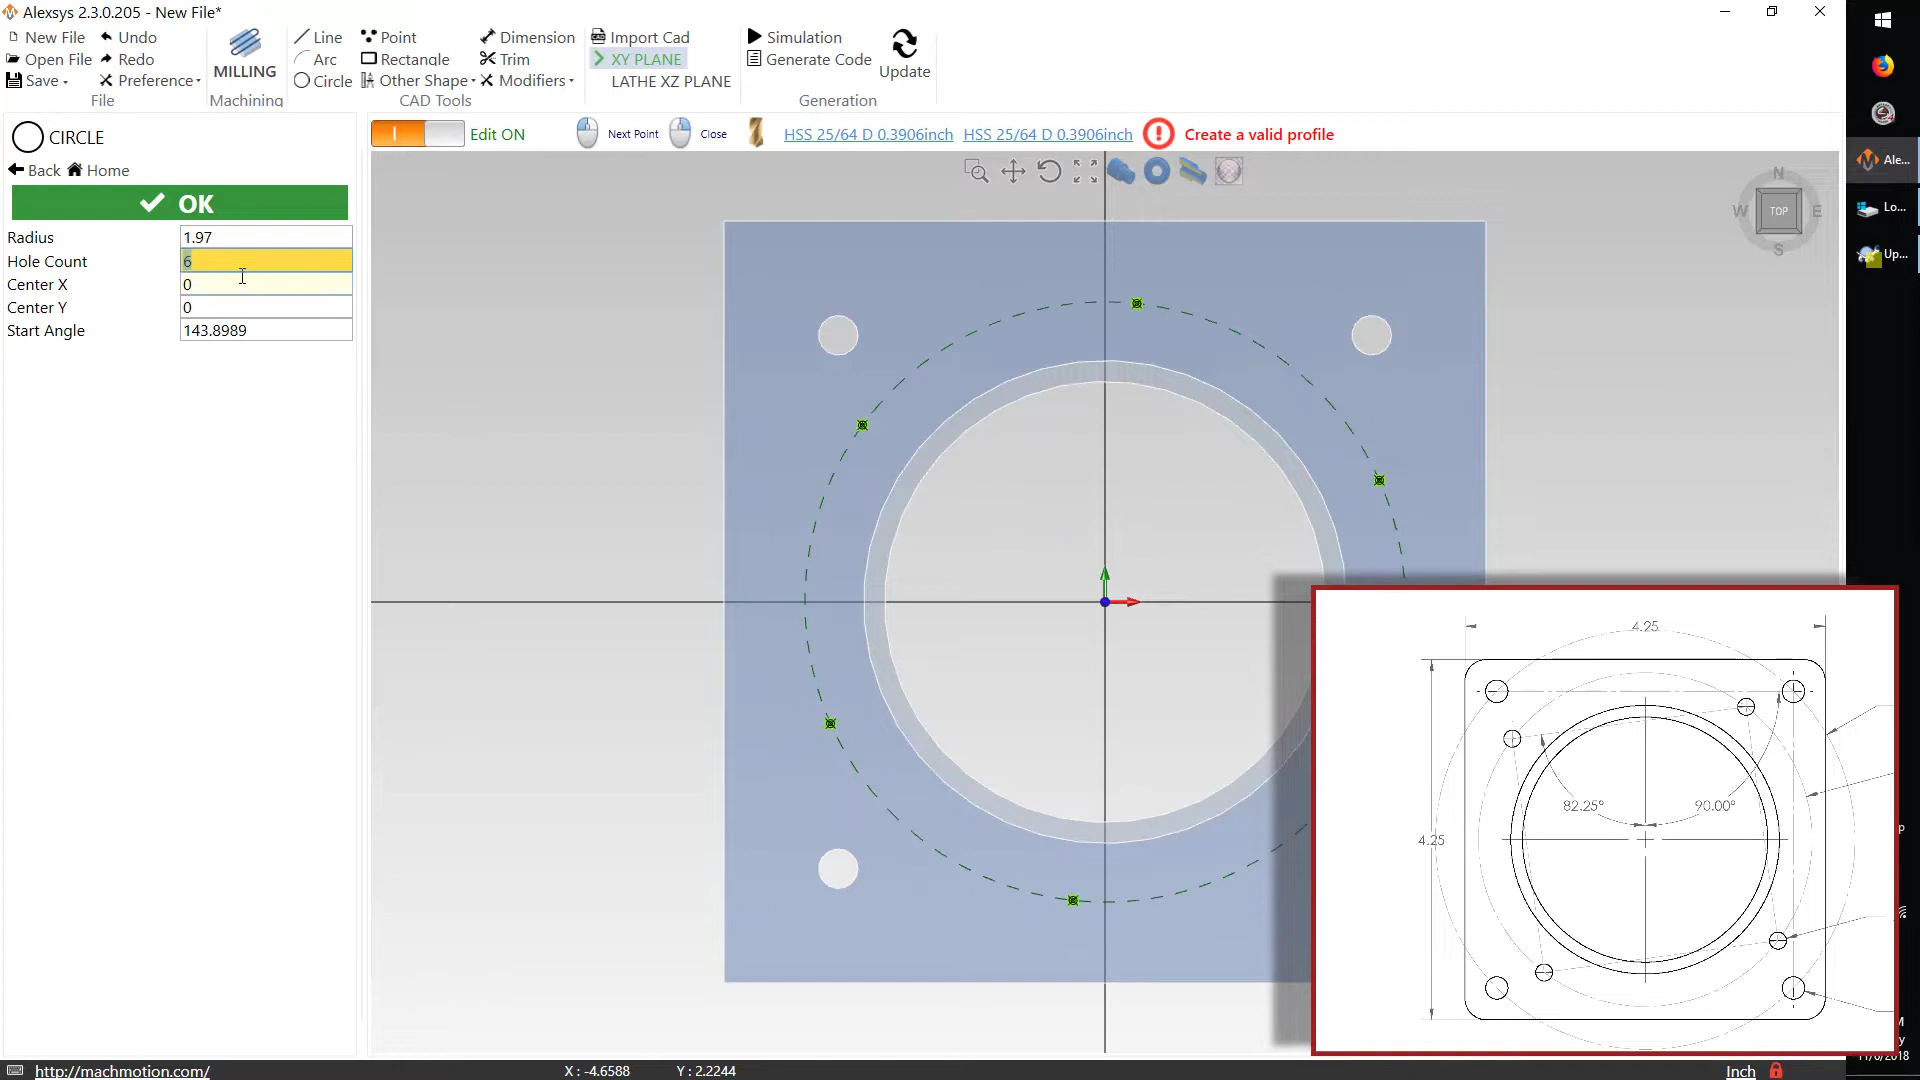 Alexsys 2.3.0.205 - New File*
New File
Undo
Open File
Redo
Save
Preference
File
MILLING
Machining
Line
Point
Dimension
Arc
Rectangle
Trim
Circle
Other Shape
Modifiers
CAD Tools
Import Cad
XY PLANE
LATHE XZ PLANE
Simulation
Generate Code
Update
Generation
CIRCLE
Back
Home
OK
Radius 1.97
Hole Count 6
Center X 0
Center Y 0
Start Angle 143.8989
Edit ON
Next Point
Close
HSS 25/64 D 0.3906inch
HSS 25/64 D 0.3906inch
Create a valid profile
N
W
TOP
E
S
Ale...
Lo...
Up...
4.25
82.25°
90.00°
4.25
http://machmotion.com/
X : -4.6588
Y : 2.2244
Inch